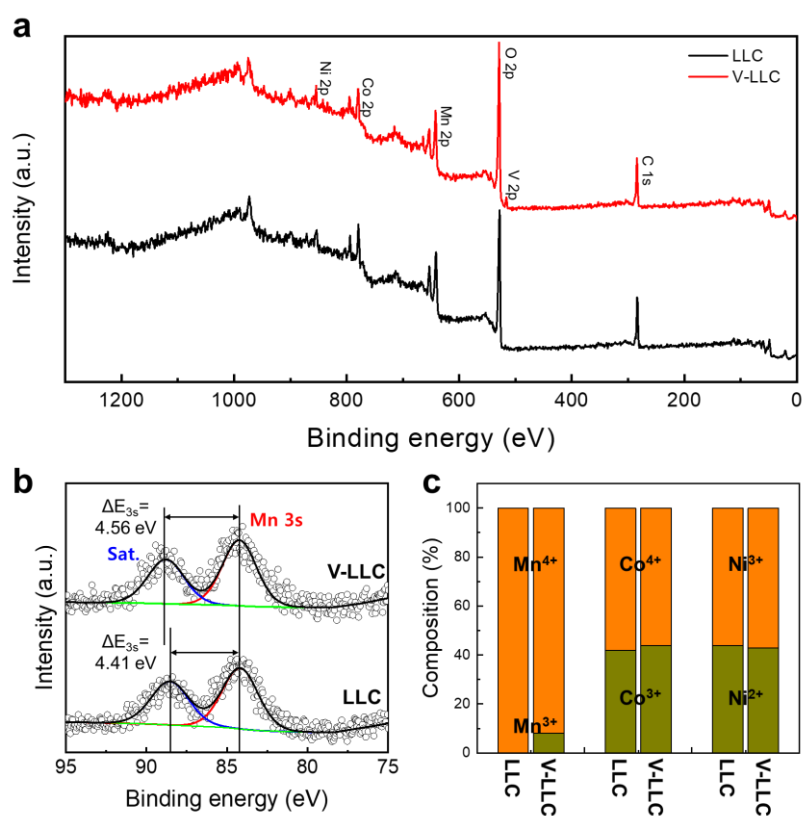 a
LLC
V-LLC
Ni 2p
Co 2p
Mn 2p
O 2p
V 2p
C 1s
Intensity (a.u.)
1200
1000
800
600
400
200
0
Binding energy (eV)
b
ΔE3s=
4.56 eV
Mn 3s
Sat.
V-LLC
ΔE3s=
4.41 eV
LLC
Intensity (a.u.)
95
90
85
80
75
Binding energy (eV)
c
100
80
60
40
20
0
Composition (%)
Mn4+
Co4+
Ni3+
Mn3+
Co3+
Ni2+
LLC
V-LLC
LLC
V-LLC
LLC
V-LLC